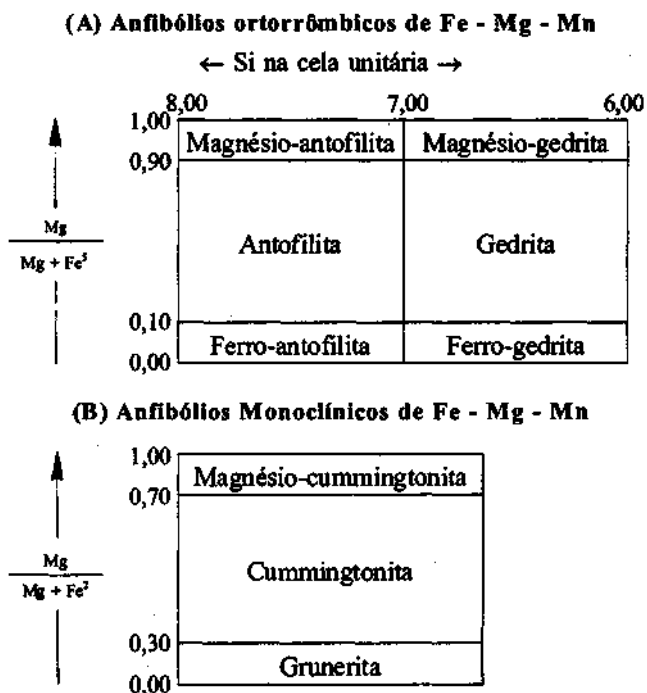 (A) Anfibólios ortorrômbicos de Fe - Mg - Mn
← Si na cela unitária →
8,00 7,00 6,00
1,00
Magnésio-antofilita Magnésio-gedrita
0,90
Mg
Mg + Fe⁵
Antofilita Gedrita
0,10
Ferro-antofilita Ferro-gedrita
0,00
(B) Anfibólios Monoclínicos de Fe - Mg - Mn
1,00
Magnésio-cummingtonita
0,70
Mg
Mg + Fe²
Cummingtonita
0,30
Grunerita
0.00